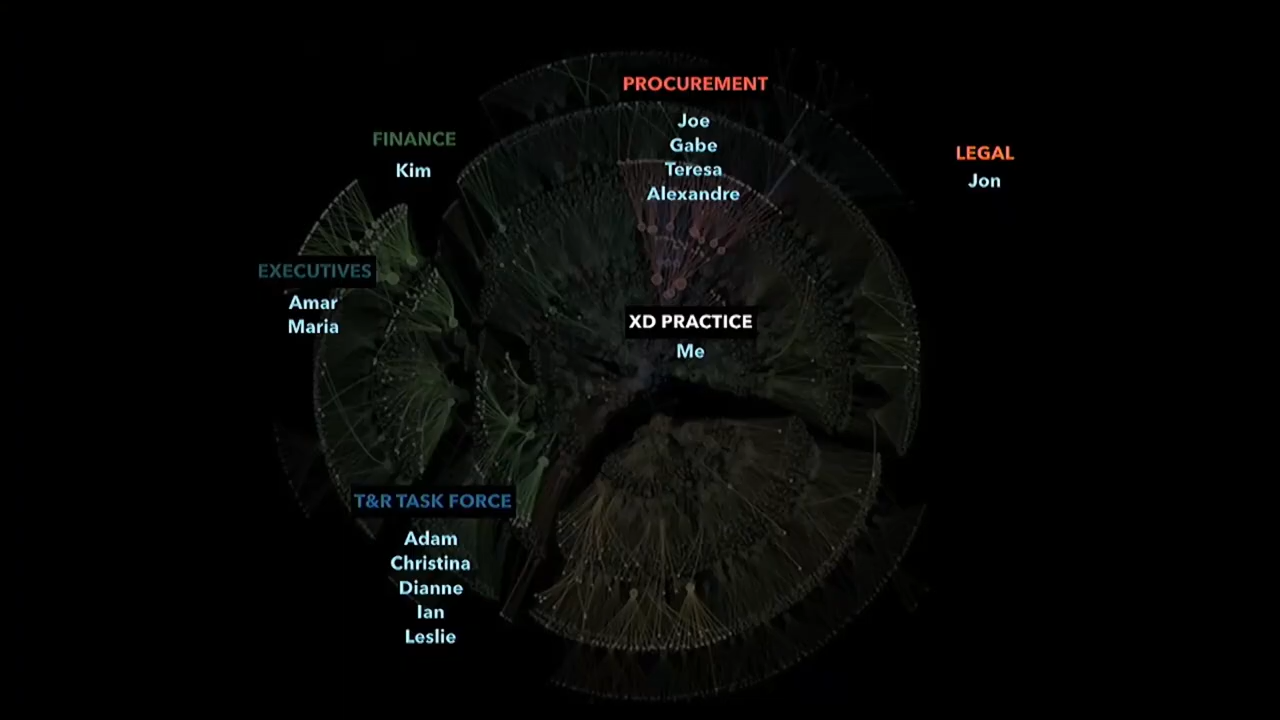 PROCUREMENT
Joe
Gabe
Teresa
Alexandre
FINANCE
Kim
LEGAL
Jon
EXECUTIVES
Amar
Maria
XD PRACTICE
Me
T&R TASK FORCE
Adam
Christina
Dianne
Ian
Leslie